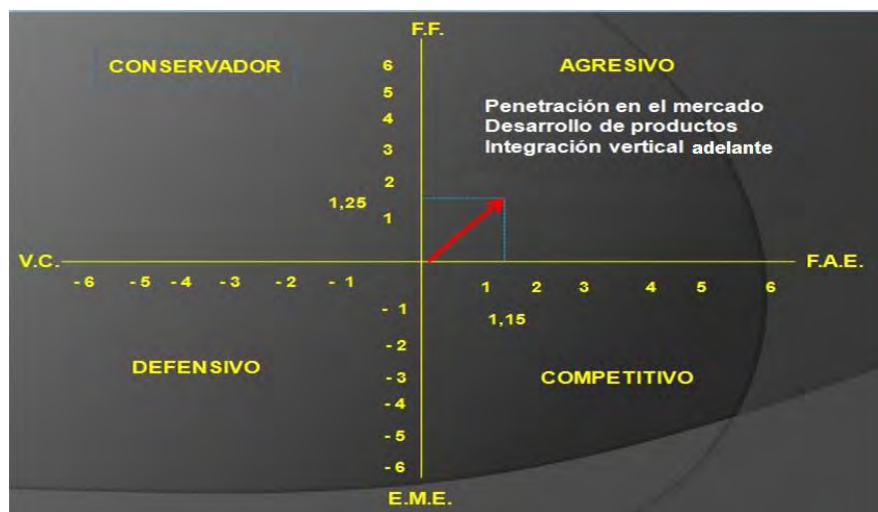 F.F.
CONSERVADOR
AGRESIVO
Penetración en el mercado
Desarrollo de productos
Integración vertical adelante
6
5
4
3
2
1,25
1
V.C.
F.A.E.
- 6 - 5 - 4 - 3 - 2 - 1
1 2 3 4 5 6
1,15
- 1
- 2
- 3
- 4
- 5
- 6
DEFENSIVO
COMPETITIVO
E.M.E.